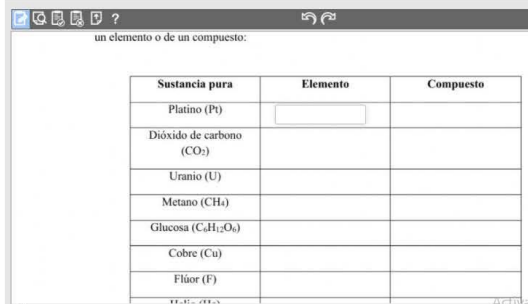 ?
un elemento o de un compuesto:
Sustancia pura Elemento Compuesto
Platino (Pt)
Dióxido de carbono
(CO₂)
Uranio (U)
Metano (CH₄)
Glucosa (C₆H₁₂O₆)
Cobre (Cu)
Flúor (F)